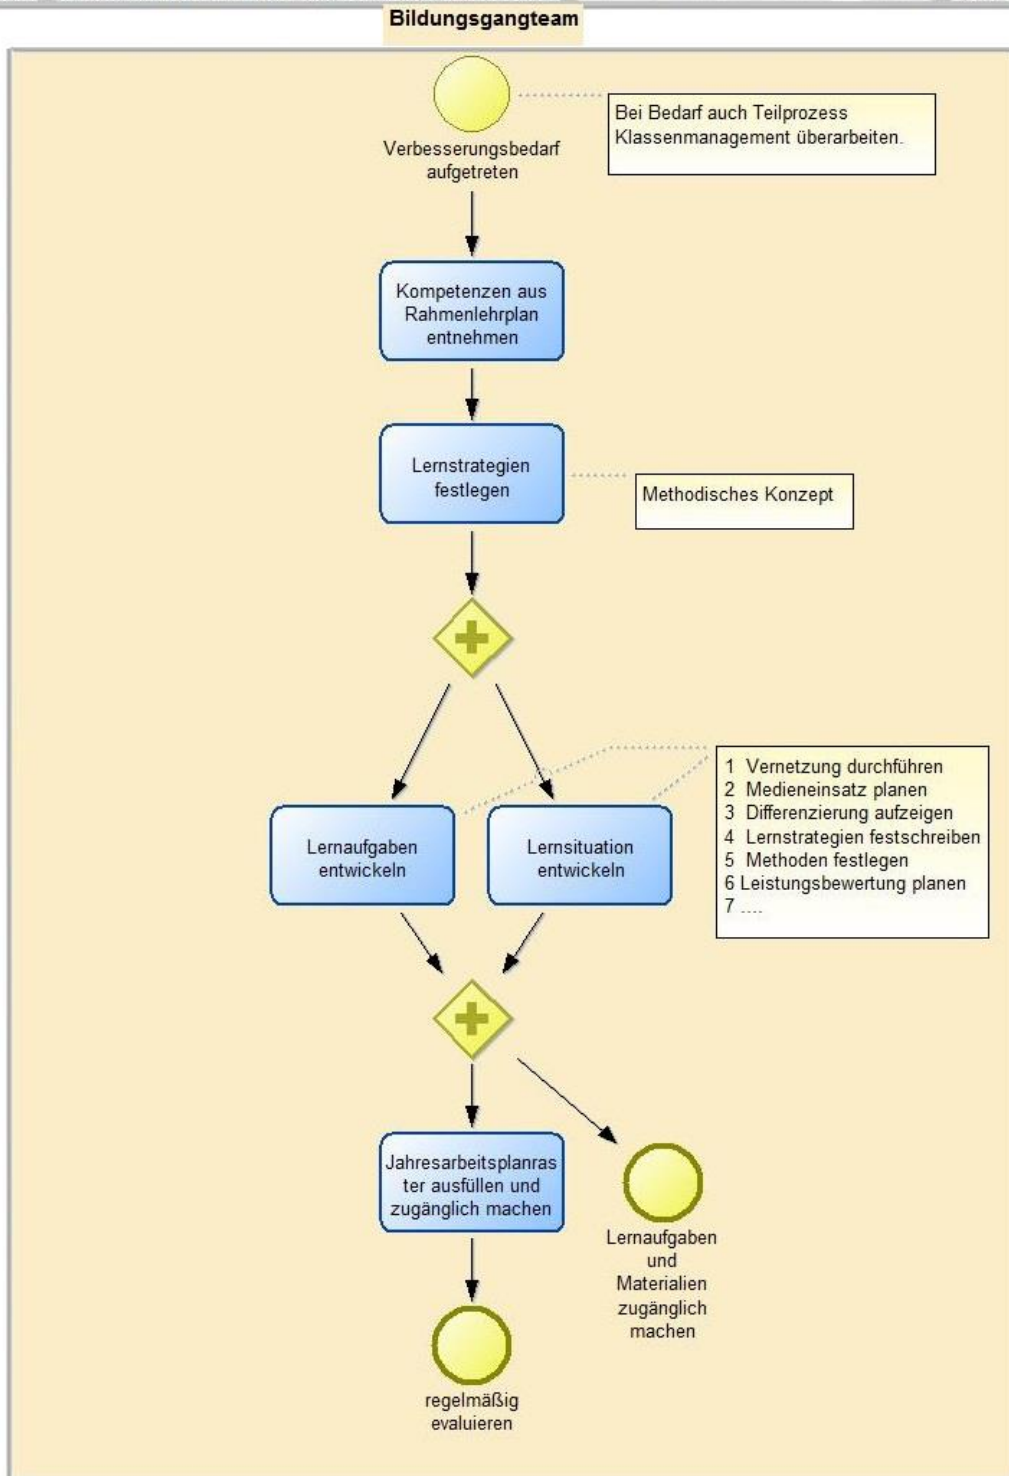 Bildungsgangteam
Bei Bedarf auch Teilprozess
Klassenmanagement überarbeiten.
Verbesserungsbedarf
aufgetreten
Kompetenzen aus
Rahmenlehrplan
entnehmen
Lernstrategien
festlegen
Methodisches Konzept
1 Vernetzung durchführen
2 Medieneinsatz planen
3 Differenzierung aufzeigen
4 Lernstrategien festschreiben
5 Methoden festlegen
6 Leistungsbewertung planen
7 ....
Lernaufgaben
entwickeln
Lernsituation
entwickeln
Jahresarbeitsplanras
ter ausfüllen und
zugänglich machen
Lernaufgaben
und
Materialien
zugänglich
machen
regelmäßig
evaluieren